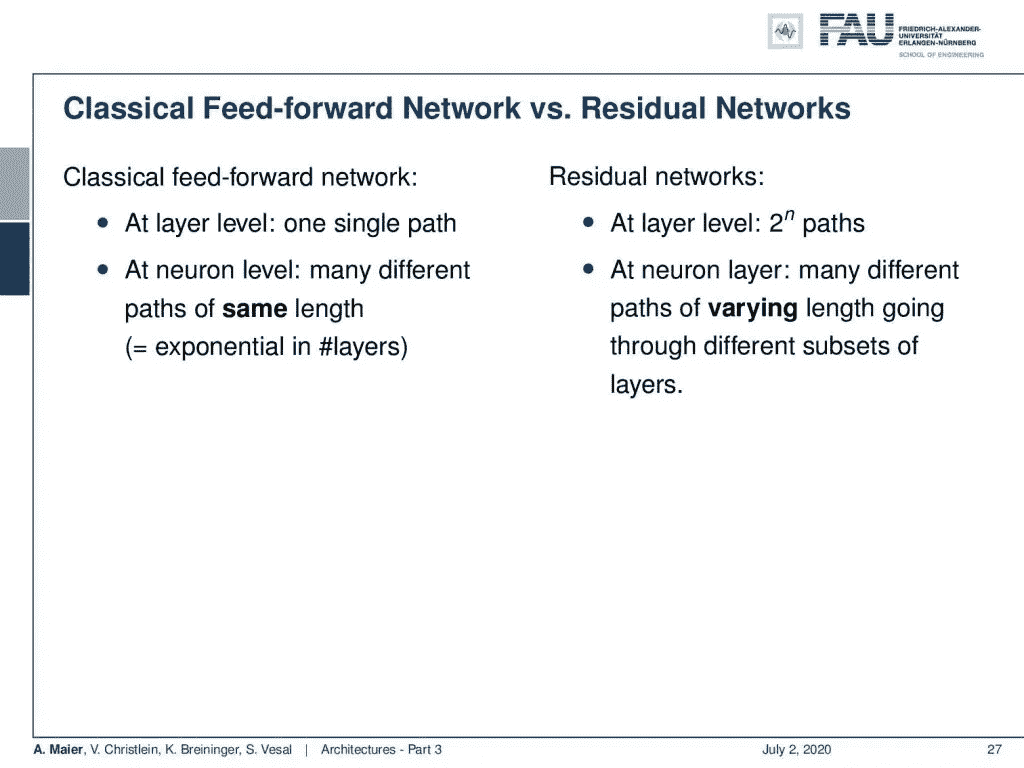 FAU
FRIEDRICH-ALEXANDER-
UNIVERSITÄT
ERLANGEN-NÜRNBERG
SCHOOL OF ENGINEERING
Classical Feed-forward Network vs. Residual Networks
Classical feed-forward network:
• At layer level: one single path
• At neuron level: many different
paths of same length
(= exponential in #layers)
Residual networks:
• At layer level: 2ⁿ paths
• At neuron layer: many different
paths of varying length going
through different subsets of
layers.
A. Maier, V. Christlein, K. Breininger, S. Vesal | Architectures - Part 3 July 2, 2020 27